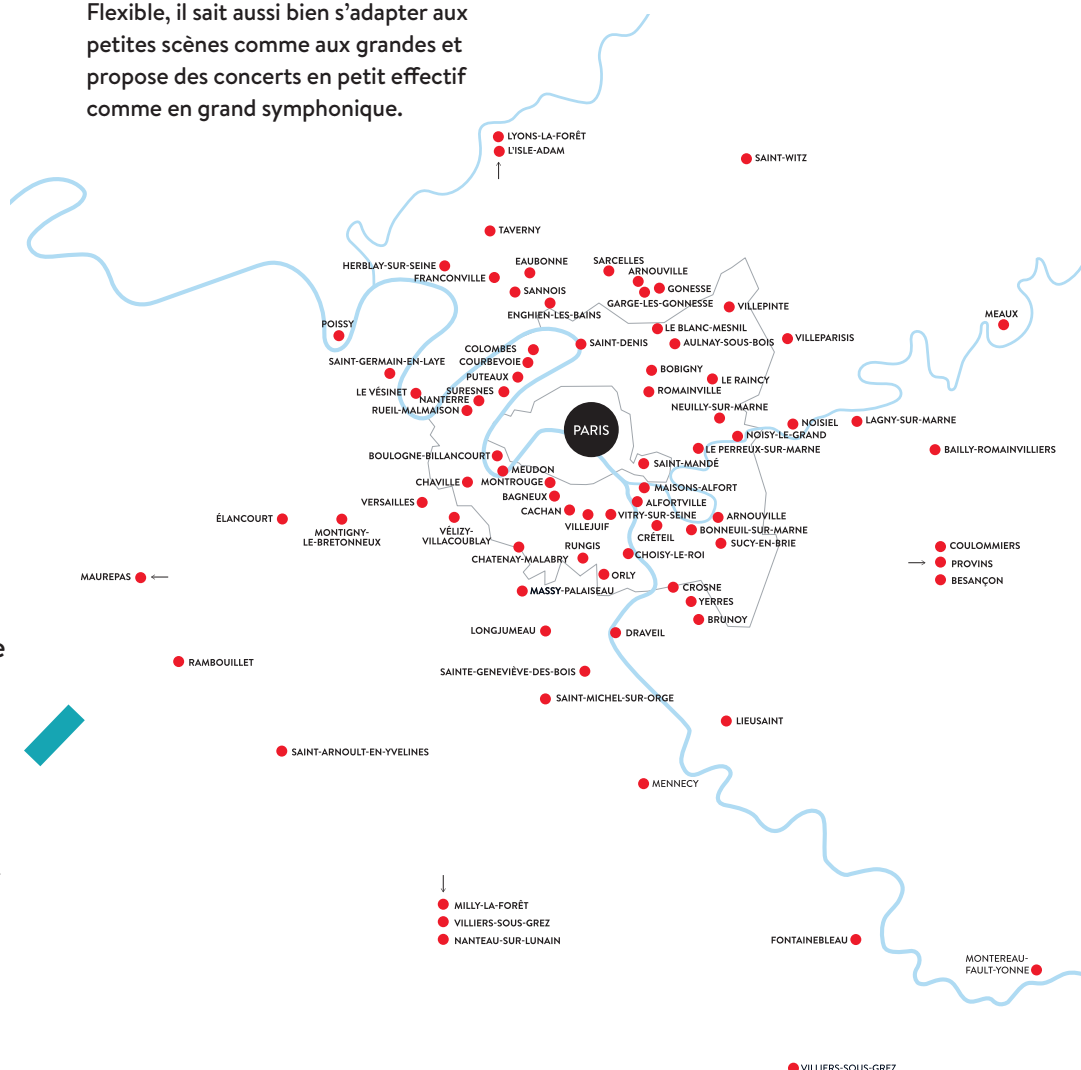 Flexible, il sait aussi bien s’adapter aux
petites scènes comme aux grandes et
propose des concerts en petit effectif
comme en grand symphonique.
LYONS-LA-FORÊT
L’ISLE-ADAM
SAINT-WITZ
TAVERNY
HERBLAY-SUR-SEINE
FRANCONVILLE
EAUBONNE
SARCELLES
ARNOUVILLE
SANNOIS
GONESSE
GARGE-LES-GONNESSE
ENGHIEN-LES-BAINS
VILLEPINTE
MEAUX
POISSY
LE BLANC-MESNIL
SAINT-DENIS
AULNAY-SOUS-BOIS
VILLEPARISIS
COLOMBES
SAINT-GERMAIN-EN-LAYE
COURBEVOIE
PUTEAUX
BOBIGNY
LE RAINCY
LE VÉSINET
SURESNES
NANTERRE
ROMAINVILLE
RUEIL-MALMAISON
NEUILLY-SUR-MARNE
NOISIEL
LAGNY-SUR-MARNE
PARIS
NOISY-LE-GRAND
LE PERREUX-SUR-MARNE
BAILLY-ROMAINVILLIERS
BOULOGNE-BILLANCOURT
MEUDON
SAINT-MANDÉ
CHAVILLE
MONTROUGE
MAISONS-ALFORT
VERSAILLES
BAGNEUX
ALFORTVILLE
CACHAN
VITRY-SUR-SEINE
ARNOUVILLE
ÉLANCOURT
MONTIGNY-
LE-BRETONNEUX
VÉLIZY-
VILLACOUBLAY
VILLEJUIF
CRÉTEIL
BONNEUIL-SUR-MARNE
SUCY-EN-BRIE
CHATENAY-MALABRY
RUNGIS
CHOISY-LE-ROI
COULOMMIERS
PROVINS
BESANÇON
MAUREPAS
ORLY
MASSY-PALAISEAU
CROSNE
YERRES
BRUNOY
LONGJUMEAU
DRAVEIL
e
RAMBOUILLET
SAINTE-GENEVIÈVE-DES-BOIS
SAINT-MICHEL-SUR-ORGE
LIEUSAINT
SAINT-ARNOULT-EN-YVELINES
MENNECY
MILLY-LA-FORÊT
VILLIERS-SOUS-GREZ
NANTEAU-SUR-LUNAIN
FONTAINEBLEAU
MONTEREAU-
FAULT-YONNE
VILLIERS-SOUS-GREZ